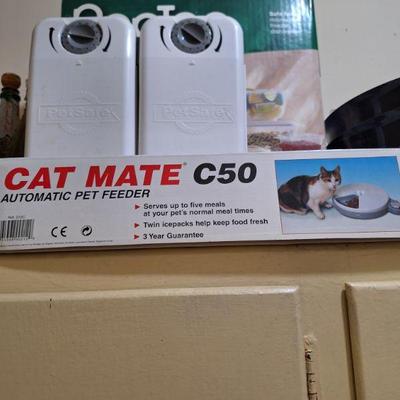 PetSafe
PetSafe
CAT MATE® C50
AUTOMATIC PET FEEDER
Serves up to five meals
at your pet's normal meal times
Twin icepacks help keep food fresh
3 Year Guarantee
CE